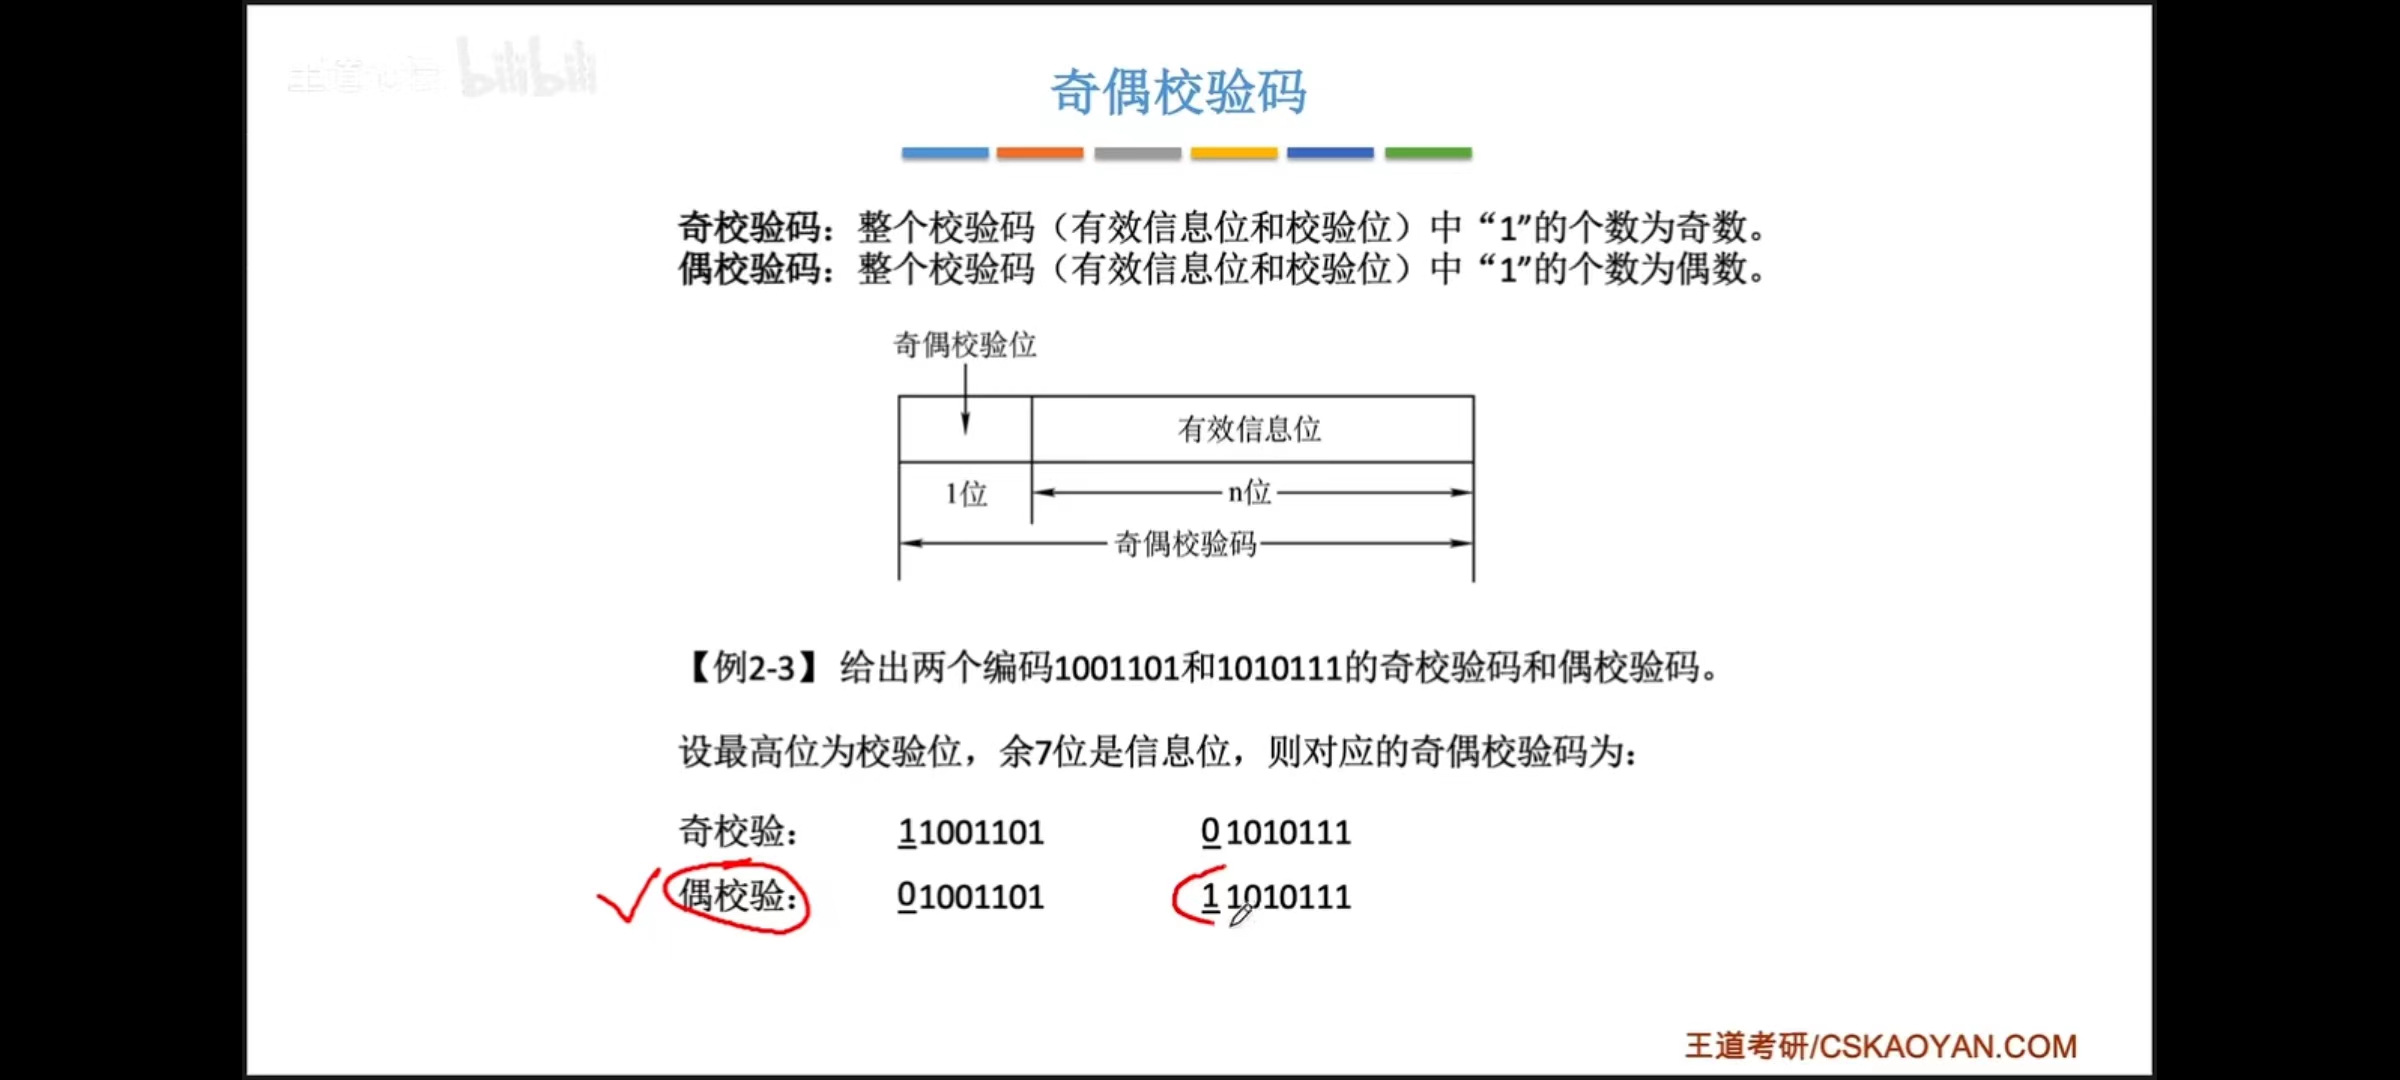 bilibili
奇偶校验码
奇校验码：整个校验码（有效信息位和校验位）中“1”的个数为奇数。
偶校验码：整个校验码（有效信息位和校验位）中“1”的个数为偶数。
奇偶校验位
有效信息位
1位
n位
奇偶校验码
【例2-3】给出两个编码1001101和1010111的奇校验码和偶校验码。
设最高位为校验位，余7位是信息位，则对应的奇偶校验码为：
奇校验： 11001101 01010111
偶校验： 01001101 11010111
王道考研/CSKAOYAN.COM